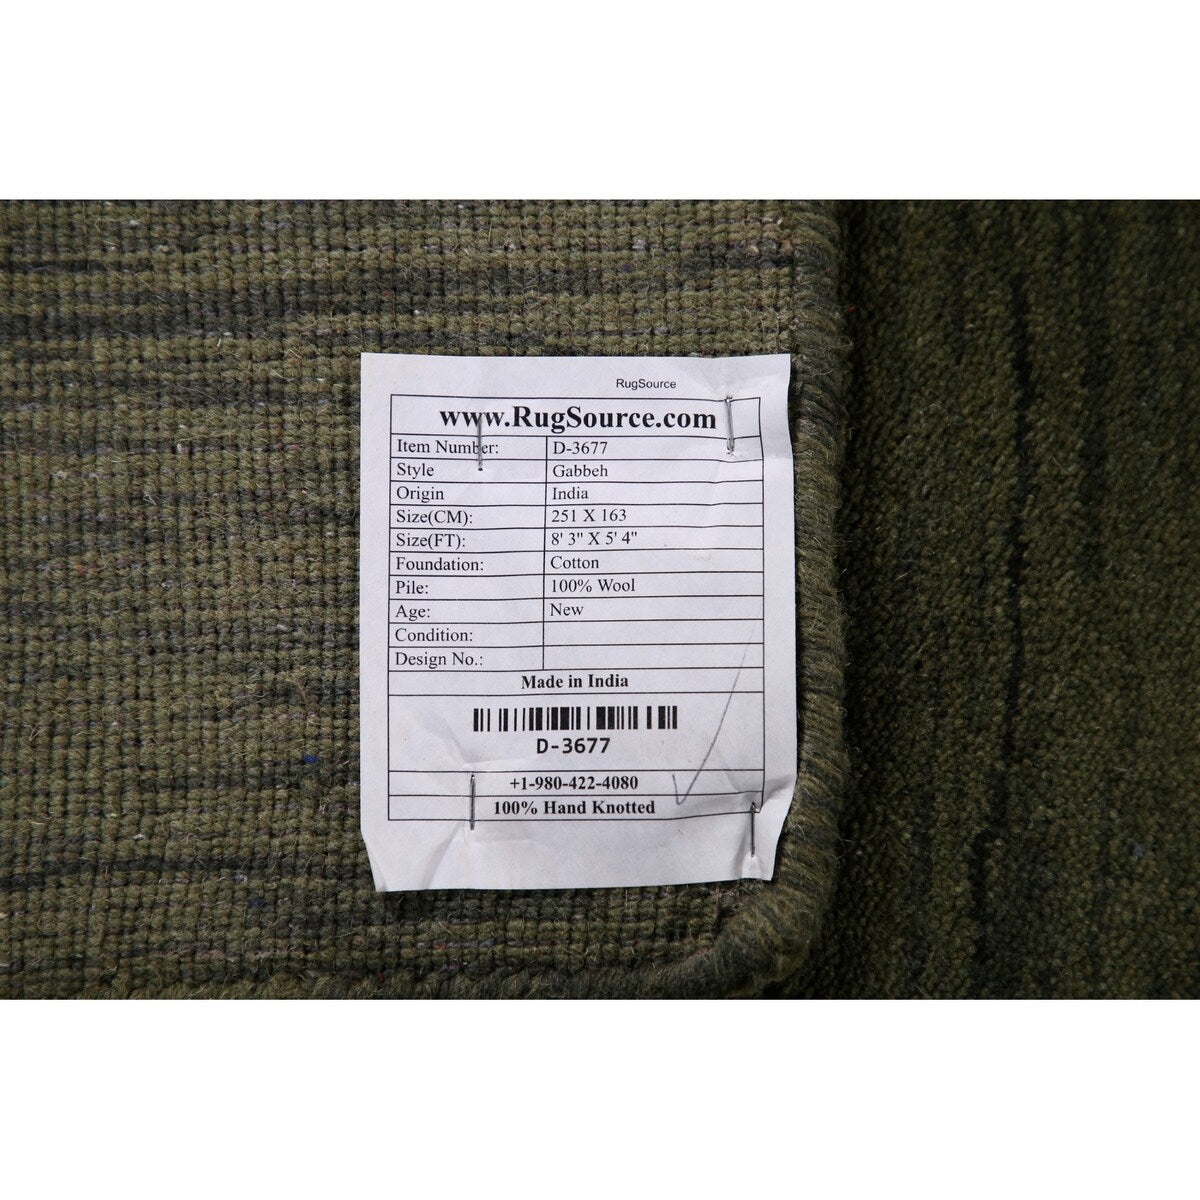 RugSource
www.RugSource.com
Item Number: D-3677
Style Gabbeh
Origin India
Size(CM): 251 X 163
Size(FT): 8' 3" X 5' 4"
Foundation: Cotton
Pile: 100% Wool
Age: New
Condition:
Design No.:
Made in India
D-3677
+1-980-422-4080
100% Hand Knotted